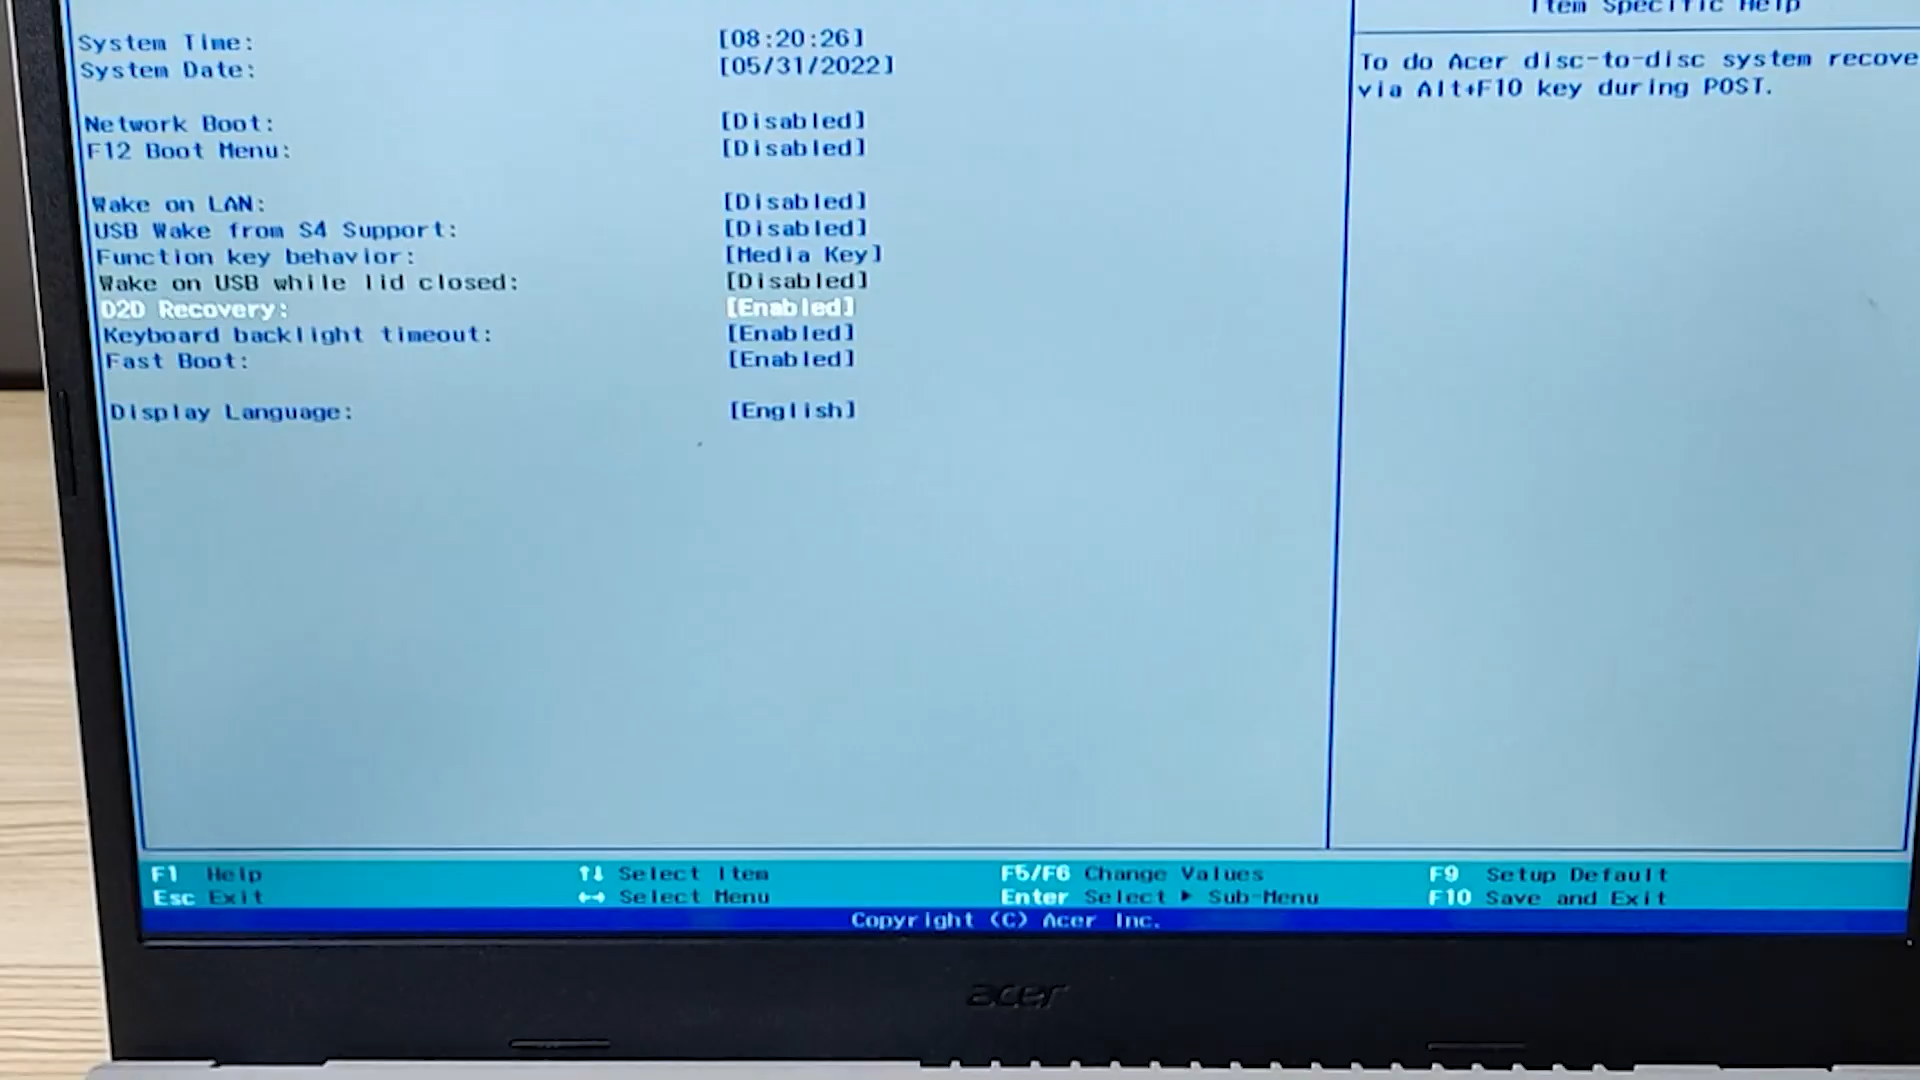 Item Specific Help
System Time: [08:20:26]
System Date: [05/31/2022]
To do Acer disc-to-disc system recove
via Alt+F10 key during POST.
Network Boot: [Disabled]
F12 Boot Menu: [Disabled]
Wake on LAN: [Disabled]
USB Wake from S4 Support: [Disabled]
Function key behavior: [Media Key]
Wake on USB while lid closed: [Disabled]
D2D Recovery: [Enabled]
Keyboard backlight timeout: [Enabled]
Fast Boot: [Enabled]
Display Language: [English]
F1 Help ↑↓ Select Item F5/F6 Change Values F9 Setup Default
Esc Exit ←→ Select Menu Enter Select ▶ Sub-Menu F10 Save and Exit
Copyright (C) Acer Inc.
acer